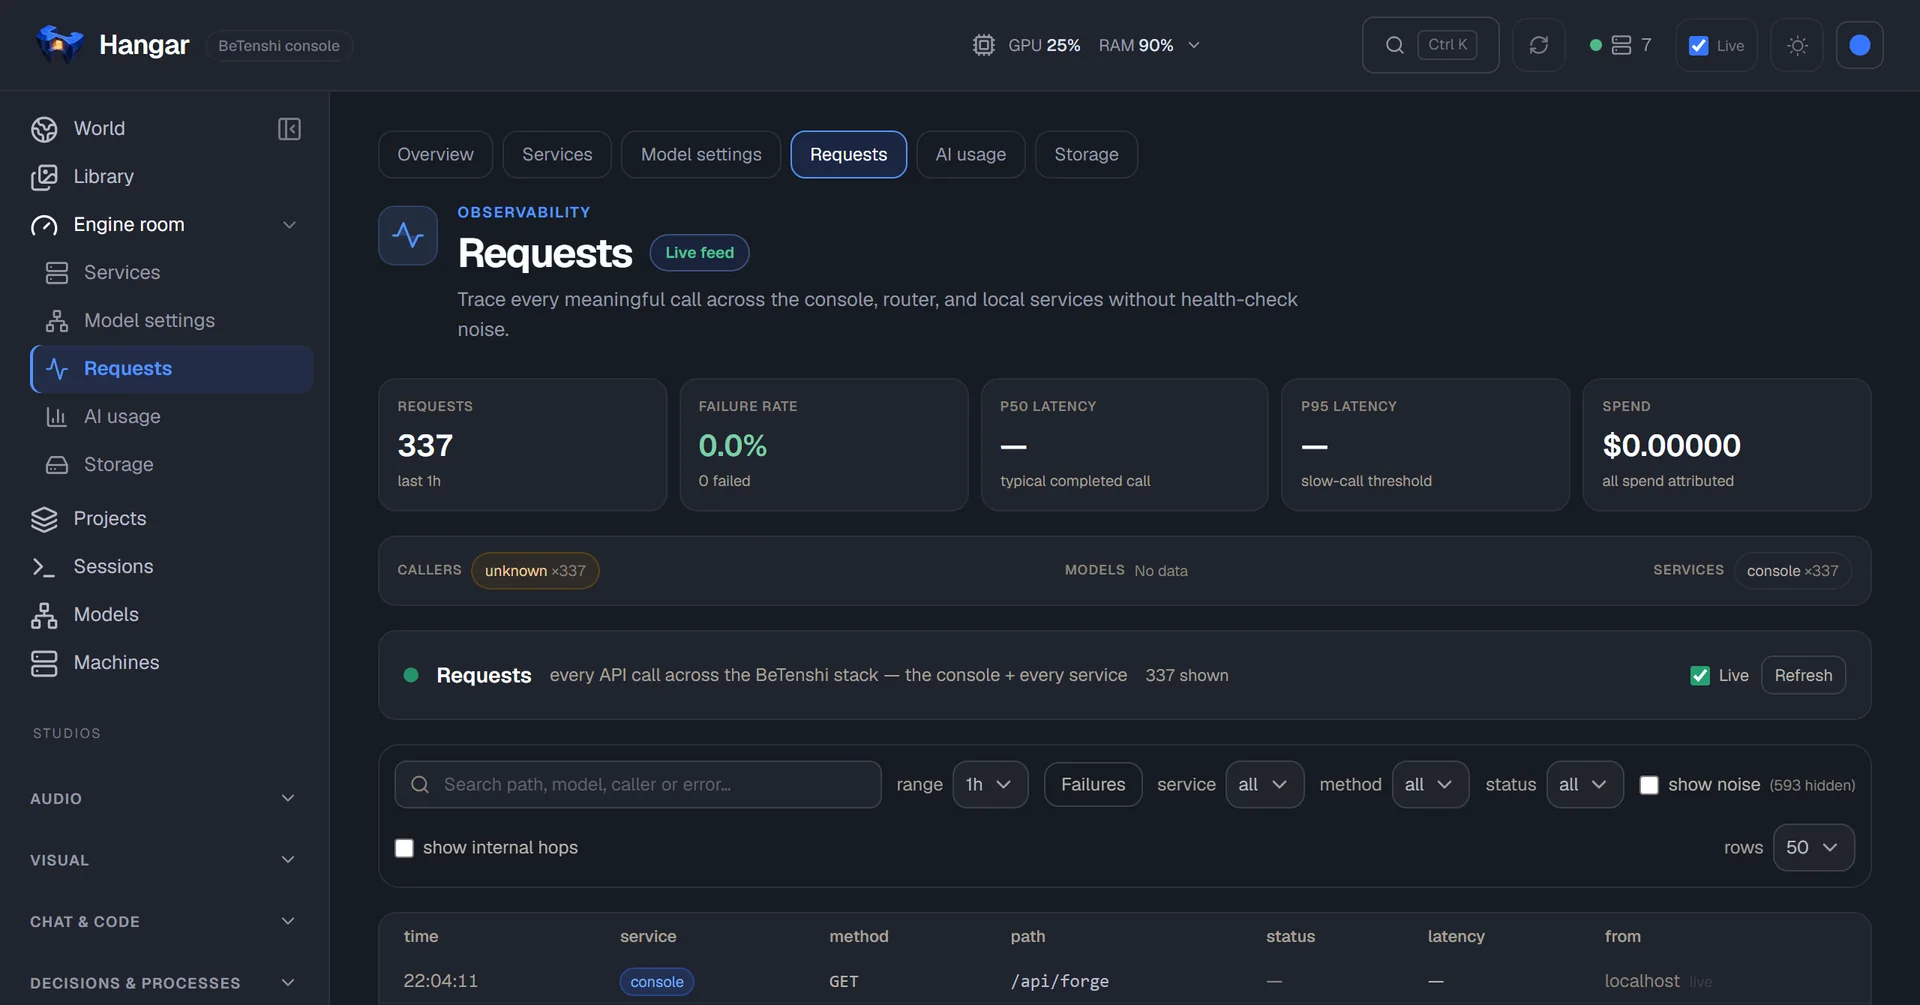 Hangar BeTenshi console GPU 25% RAM 90% Ctrl K 7 Live
World
Library
Engine room
Services
Model settings
Requests
AI usage
Storage
Projects
Sessions
Models
Machines
STUDIOS
AUDIO
VISUAL
CHAT & CODE
DECISIONS & PROCESSES
Overview Services Model settings Requests AI usage Storage
OBSERVABILITY
Requests Live feed
Trace every meaningful call across the console, router, and local services without health-check
noise.
REQUESTS
337
last 1h
FAILURE RATE
0.0%
0 failed
P50 LATENCY
—
typical completed call
P95 LATENCY
—
slow-call threshold
SPEND
$0.00000
all spend attributed
CALLERS unknown ×337 MODELS No data SERVICES console ×337
Requests every API call across the BeTenshi stack — the console + every service 337 shown Live Refresh
Search path, model, caller or error... range 1h Failures service all method all status all show noise (593 hidden)
show internal hops rows 50
time service method path status latency from
22:04:11 console GET /api/forge — — localhost live